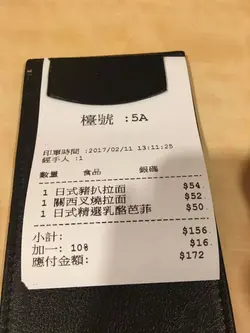 檯號 :5A
印單時間 :2017/02/11 13:11:25
經手人 :1
數量 食品 銀碼
1 日式豬扒拉面 $54.
1 關西叉燒拉面 $52.
1 日式精選乳酪芭菲 $50.
小計: $156.
加一: 10% $16.
應付金額: $172